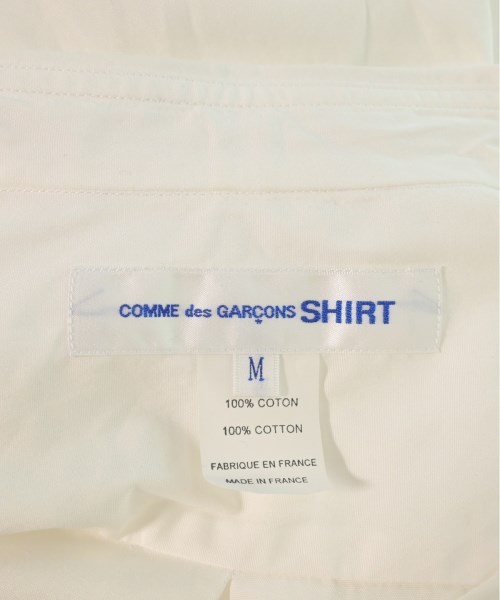 COMME des GARÇONS SHIRT
M
100% COTON
100% COTTON
FABRIQUE EN FRANCE
MADE IN FRANCE